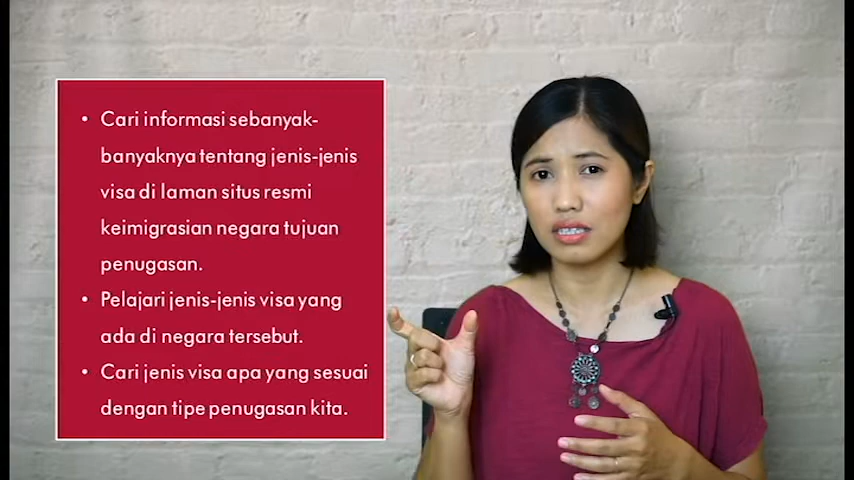 • Cari informasi sebanyak-
banyaknya tentang jenis-jenis
visa di laman situs resmi
keimigrasian negara tujuan
penugasan.
• Pelajari jenis-jenis visa yang
ada di negara tersebut.
• Cari jenis visa apa yang sesuai
dengan tipe penugasan kita.